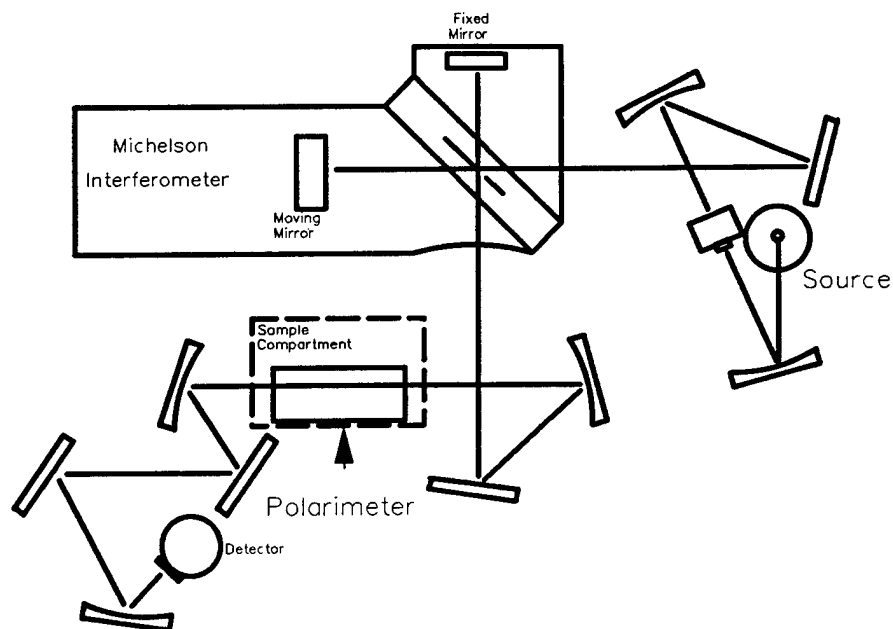 Fixed
Mirror
Michelson
Interferometer
Moving
Mirror
Source
Sample
Compartment
Polarimeter
Detector